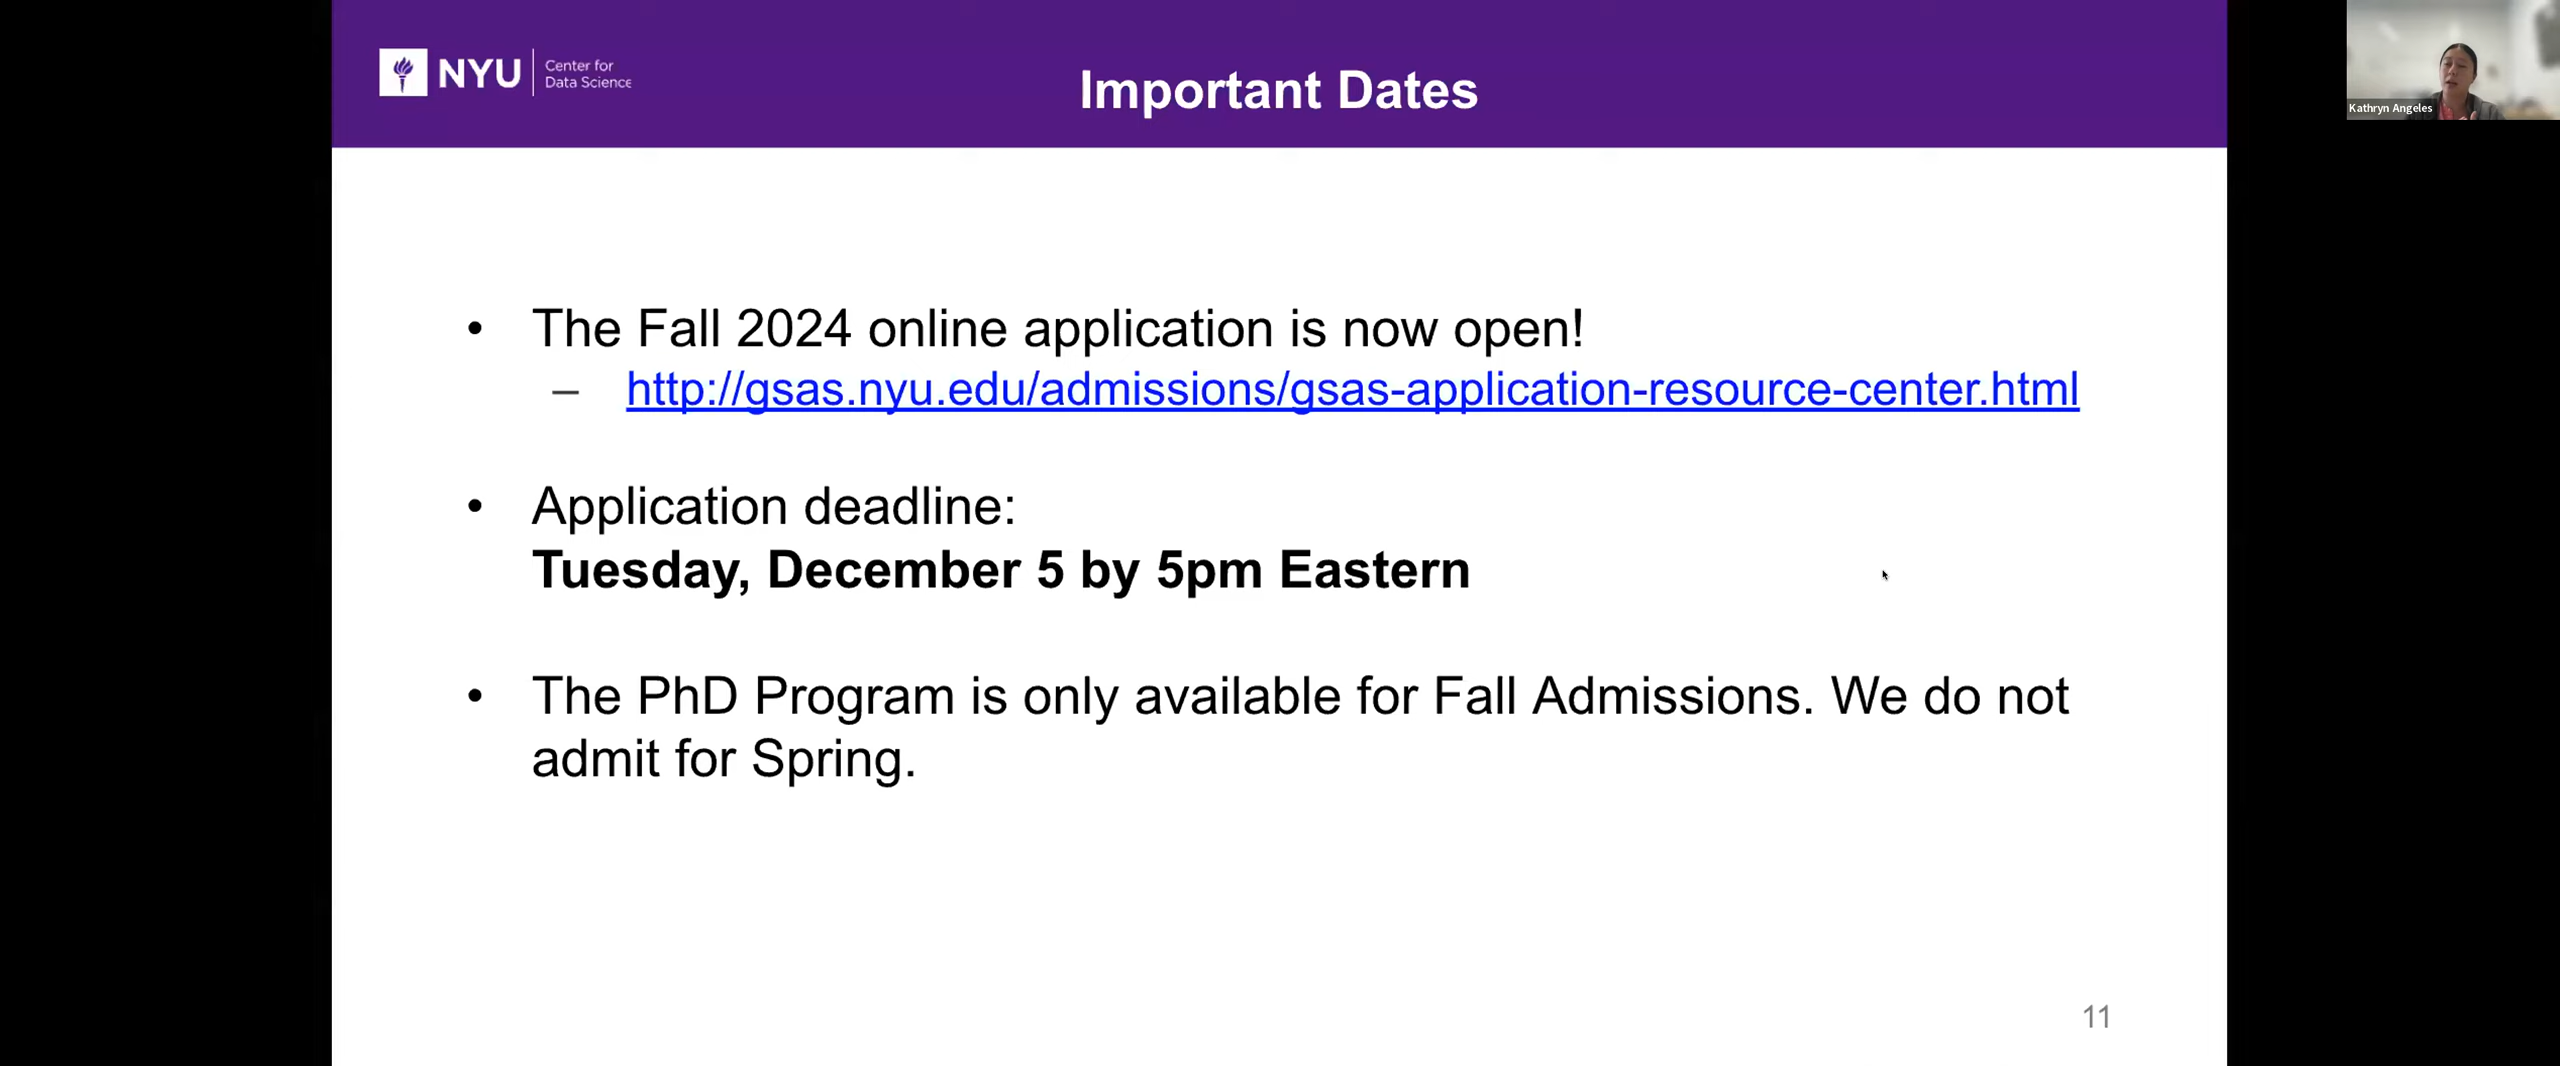 NYU
Center for
Data Science
Important Dates
Kathryn Angeles
• The Fall 2024 online application is now open!
– http://gsas.nyu.edu/admissions/gsas-application-resource-center.html
• Application deadline:
Tuesday, December 5 by 5pm Eastern
• The PhD Program is only available for Fall Admissions. We do not
admit for Spring.
11